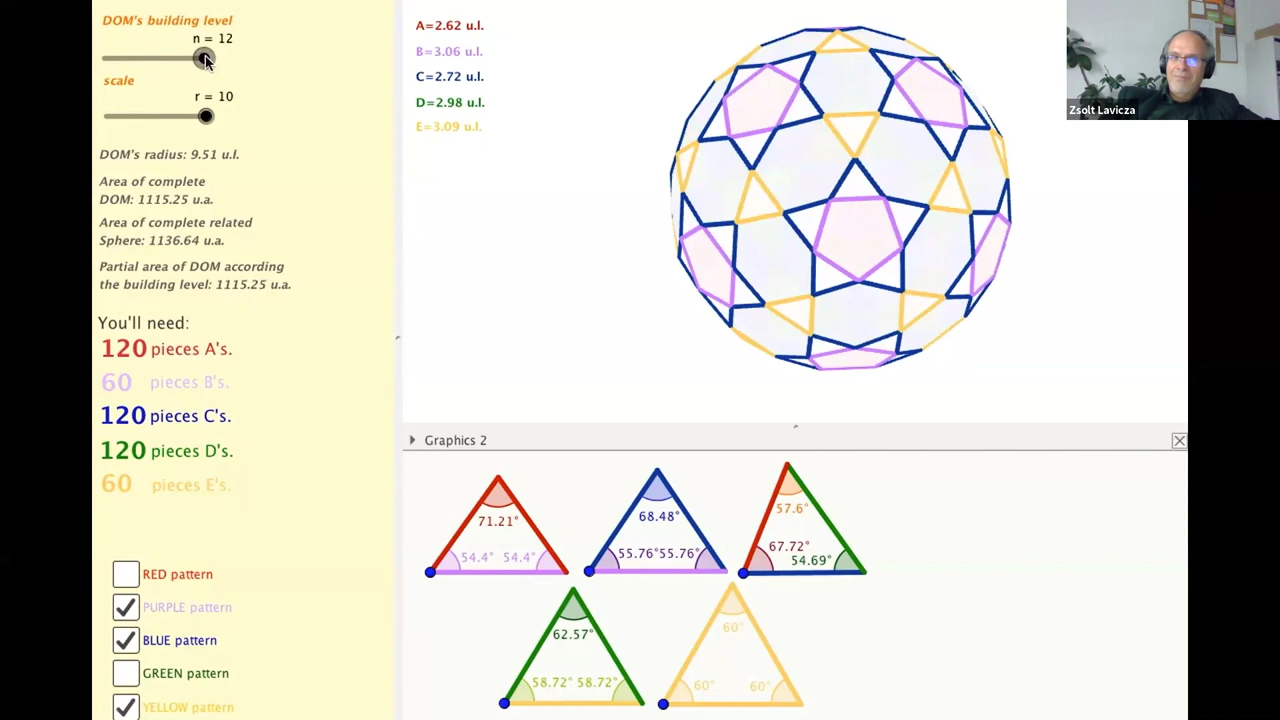 DOM's building level
n = 12
scale
r = 10
DOM's radius: 9.51 u.l.
Area of complete
DOM: 1115.25 u.a.
Area of complete related
Sphere: 1136.64 u.a.
Partial area of DOM according
the building level: 1115.25 u.a.
You'll need:
120 pieces A's.
60 pieces B's.
120 pieces C's.
120 pieces D's.
60 pieces E's.
RED pattern
PURPLE pattern
BLUE pattern
GREEN pattern
YELLOW pattern
A=2.62 u.l.
B=3.06 u.l.
C=2.72 u.l.
D=2.98 u.l.
E=3.09 u.l.
Zsolt Lavicza
Graphics 2
71.21°
54.4° 54.4°
68.48°
55.76° 55.76°
57.6°
67.72°
54.69°
62.57°
58.72° 58.72°
60°
60° 60°